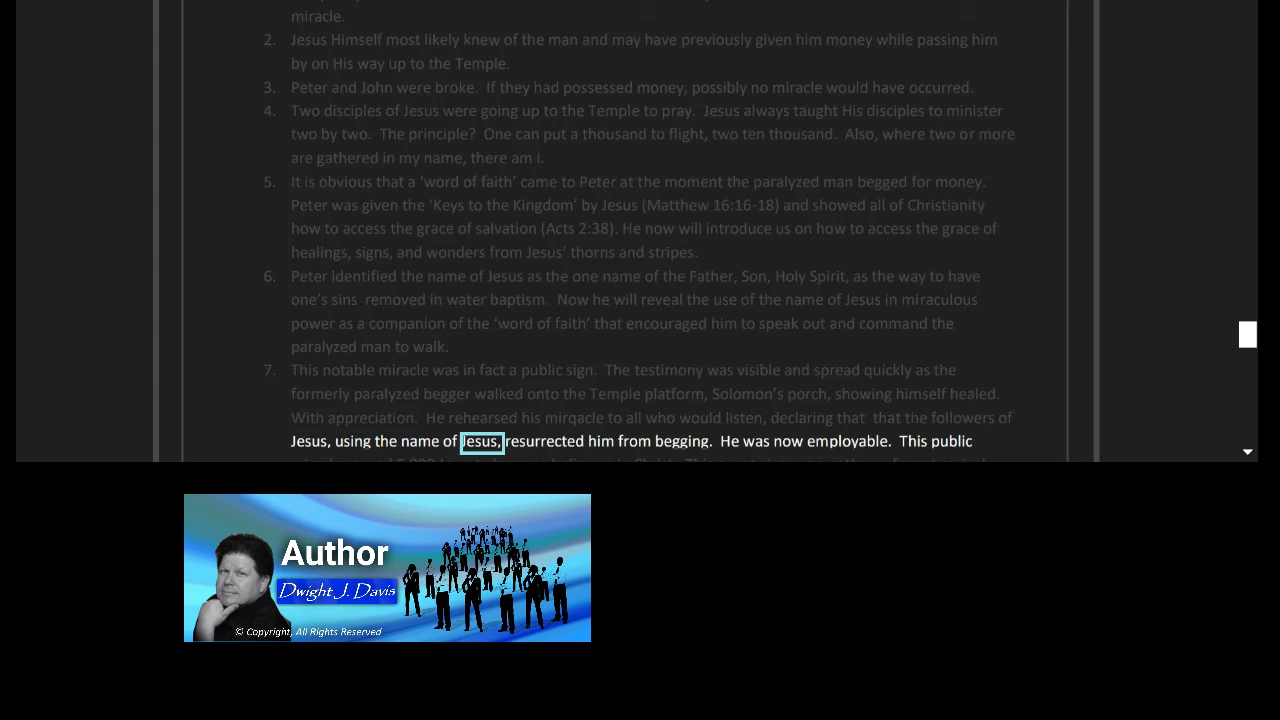 miracle.
2. Jesus Himself most likely knew of the man and may have previously given him money while passing him
by on His way up to the Temple.
3. Peter and John were broke.  If they had possessed money, possibly no miracle would have occurred.
4. Two disciples of Jesus were going up to the Temple to pray.  Jesus always taught His disciples to minister
two by two.  The principle?  One can put a thousand to flight, two ten thousand.  Also, where two or more
are gathered in my name, there am I.
5. It is obvious that a ‘word of faith’ came to Peter at the moment the paralyzed man begged for money.
Peter was given the ‘Keys to the Kingdom’ by Jesus (Matthew 16:16-18) and showed all of Christianity
how to access the grace of salvation (Acts 2:38). He now will introduce us on how to access the grace of
healings, signs, and wonders from Jesus’ thorns and stripes.
6. Peter identified the name of Jesus as the one name of the Father, Son, Holy Spirit, as the way to have
one’s sins  removed in water baptism.  Now he will reveal the use of the name of Jesus in miraculous
power as a companion of the ‘word of faith’ that encouraged him to speak out and command the
paralyzed man to walk.
7. This notable miracle was in fact a public sign.  The testimony was visible and spread quickly as the
formerly paralyzed begger walked onto the Temple platform, Solomon’s porch, showing himself healed.
With appreciation.  He rehearsed his mirqacle to all who would listen, declaring that  that the followers of
Jesus, using the name of Jesus, resurrected him from begging.  He was now employable.  This public
Author
Dwight J. Davis
© Copyright, All Rights Reserved